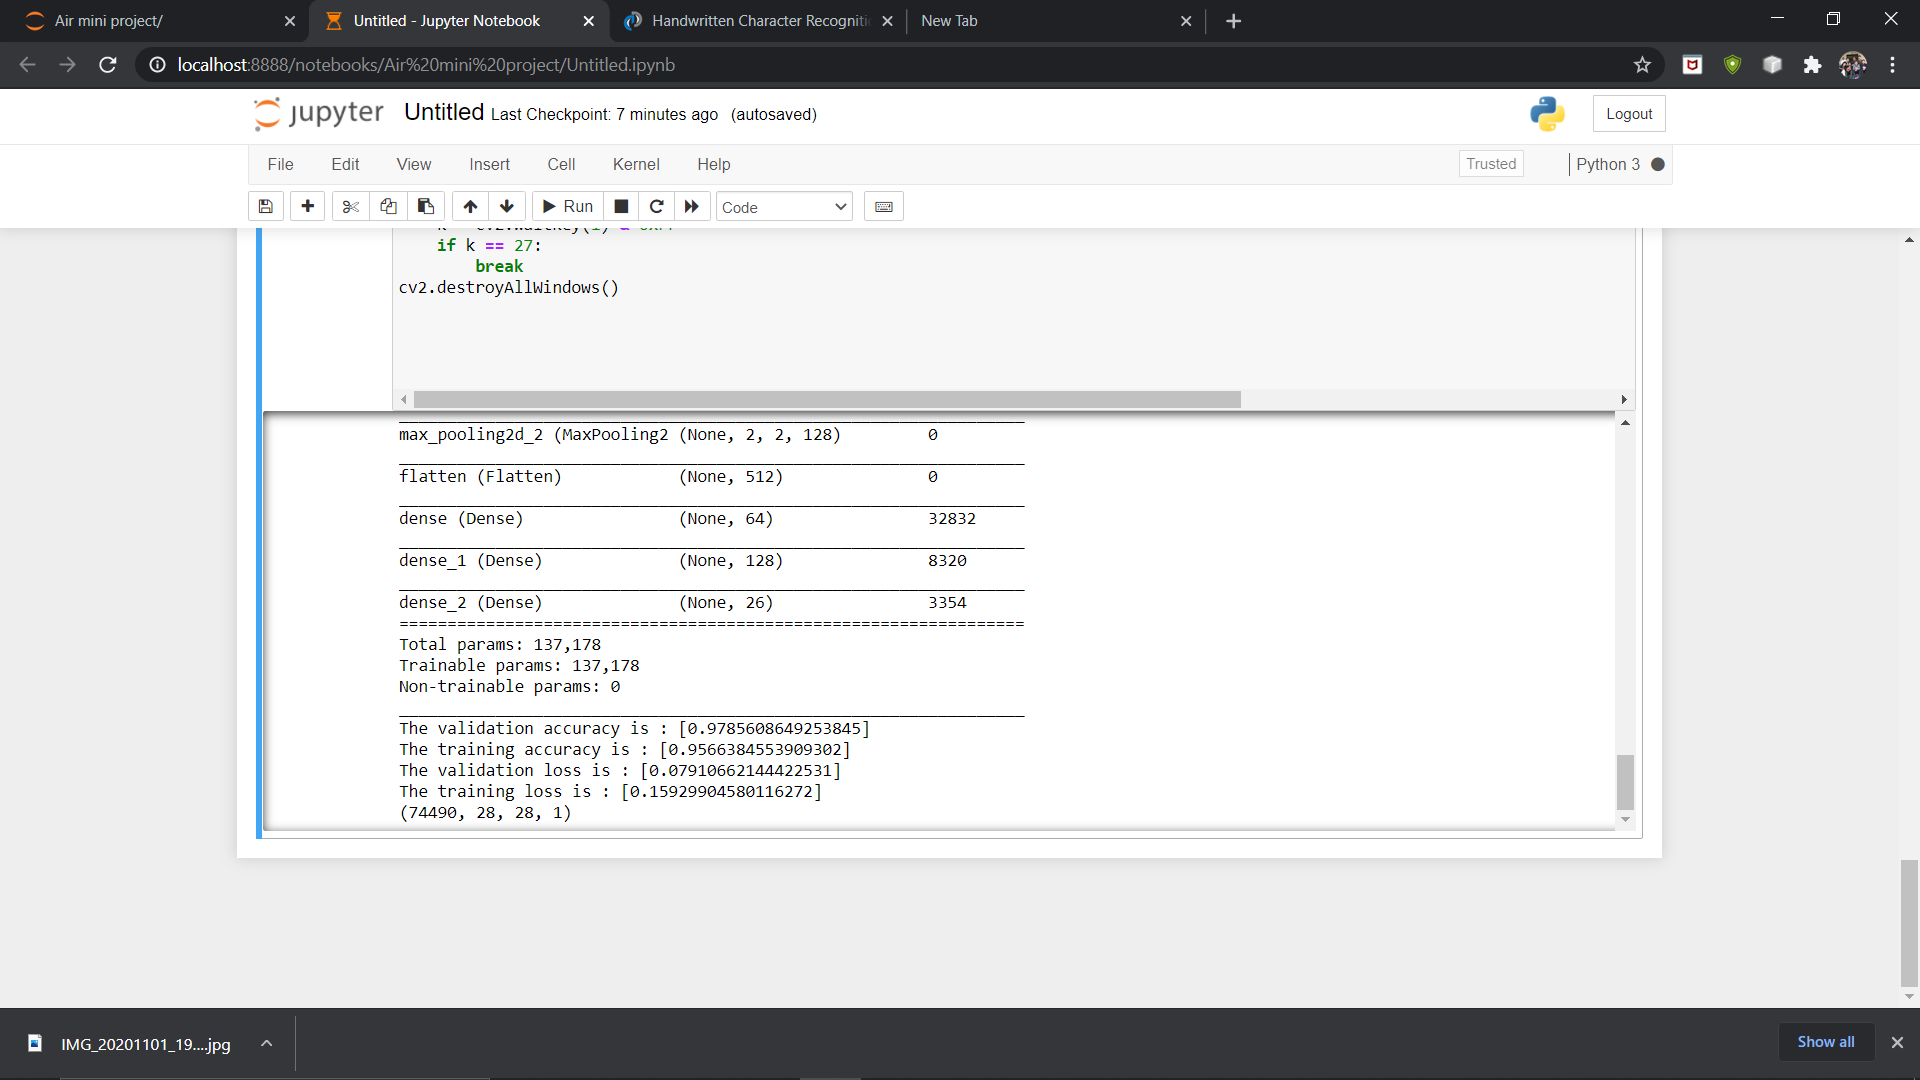 Air mini project/
Untitled - Jupyter Notebook
Handwritten Character Recogniti
New Tab
localhost:8888/notebooks/Air%20mini%20project/Untitled.ipynb
jupyter Untitled Last Checkpoint: 7 minutes ago (autosaved)
Logout
File Edit View Insert Cell Kernel Help
Trusted
Python 3
Run
Code
if k == 27:
break
cv2.destroyAllWindows()
max_pooling2d_2 (MaxPooling2 (None, 2, 2, 128) 0
flatten (Flatten) (None, 512) 0
dense (Dense) (None, 64) 32832
dense_1 (Dense) (None, 128) 8320
dense_2 (Dense) (None, 26) 3354
=================================================================
Total params: 137,178
Trainable params: 137,178
Non-trainable params: 0
The validation accuracy is : [0.9785608649253845]
The training accuracy is : [0.9566384553909302]
The validation loss is : [0.07910662144422531]
The training loss is : [0.15929904580116272]
(74490, 28, 28, 1)
IMG_20201101_19....jpg
Show all